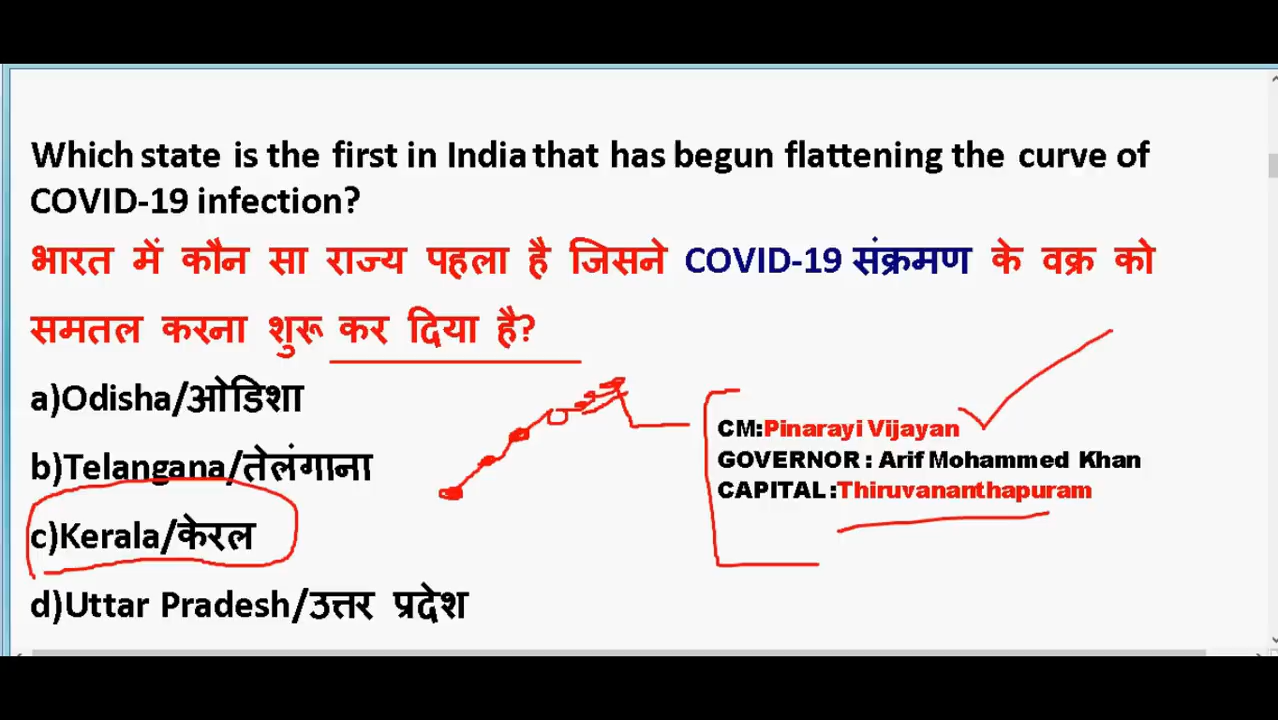 Which state is the first in India that has begun flattening the curve of
COVID-19 infection?
भारत में कौन सा राज्य पहला है जिसने COVID-19 संक्रमण के वक्र को
समतल करना शुरू कर दिया है?
a)Odisha/ओडिशा
b)Telangana/तेलंगाना
c)Kerala/केरल
d)Uttar Pradesh/उत्तर प्रदेश
CM:Pinarayi Vijayan
GOVERNOR : Arif Mohammed Khan
CAPITAL :Thiruvananthapuram